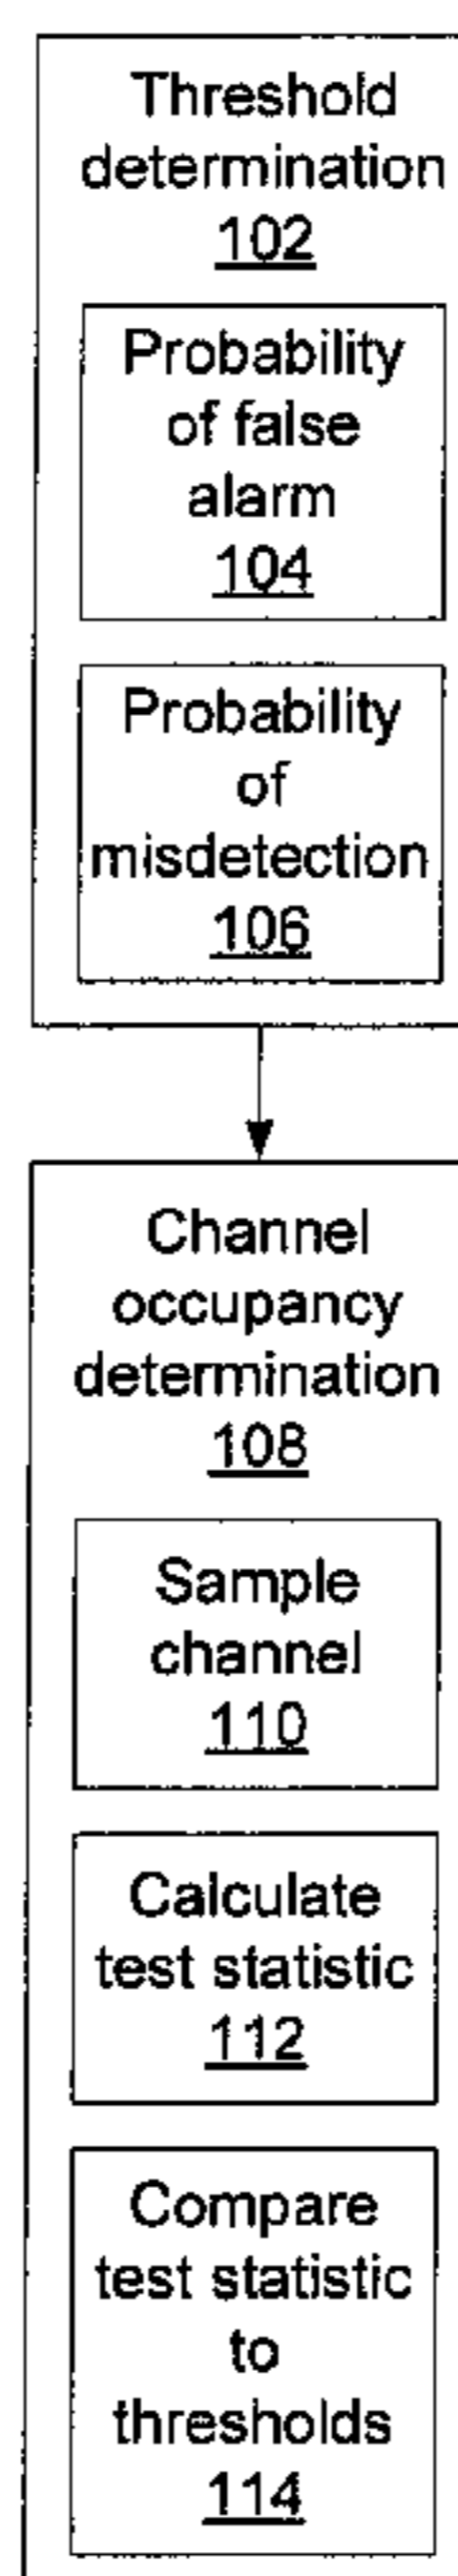 Threshold
determination
102
Probability
of false
alarm
104
Probability
of
misdetection
106
Channel
occupancy
determination
108
Sample
channel
110
Calculate
test statistic
112
Compare
test statistic
to
thresholds
114